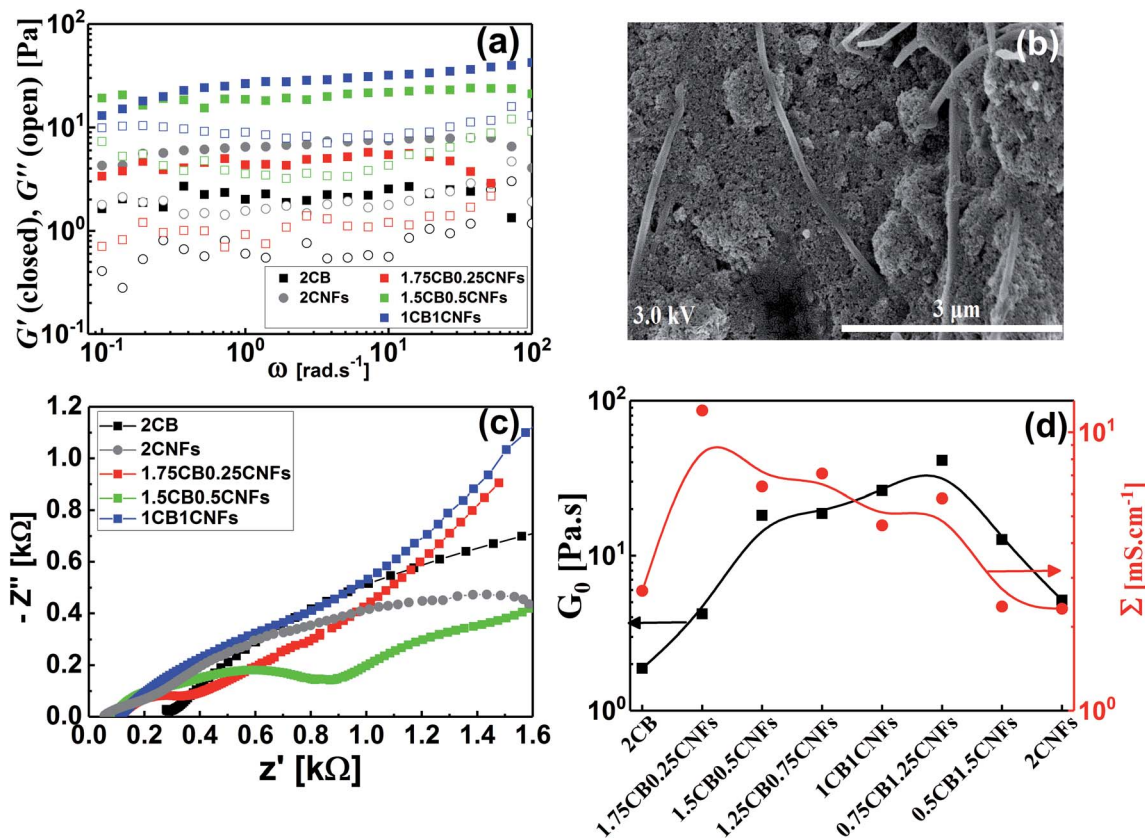 (a)
G' (closed), G'' (open) [Pa]
10²
10¹
10⁰
10⁻¹
10⁻¹
10⁰
10¹
10²
ω [rad.s⁻¹]
2CB
2CNFs
1.75CB0.25CNFs
1.5CB0.5CNFs
1CB1CNFs
(b)
3.0 kV
3 μm
(c)
- Z'' [kΩ]
1.2
1.0
0.8
0.6
0.4
0.2
0.0
0.0 0.2 0.4 0.6 0.8 1.0 1.2 1.4 1.6
z' [kΩ]
2CB
2CNFs
1.75CB0.25CNFs
1.5CB0.5CNFs
1CB1CNFs
(d)
G₀ [Pa.s]
10²
10¹
10⁰
10¹
10⁰
Σ [mS.cm⁻¹]
2CB
1.75CB0.25CNFs
1.5CB0.5CNFs
1.25CB0.75CNFs
1CB1CNFs
0.75CB1.25CNFs
0.5CB1.5CNFs
2CNFs